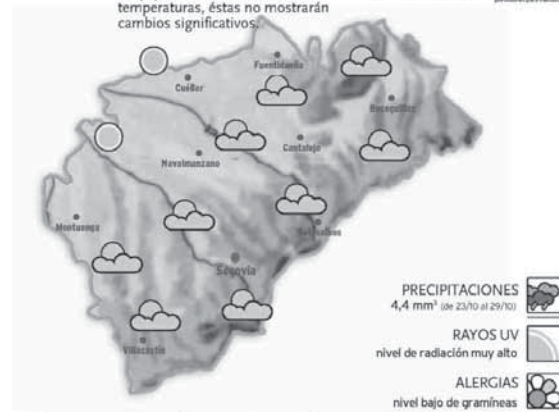 temperaturas, éstas no mostrarán
cambios significativos.
Fuentidueña
Cuéllar
Boceguillas
Cantalejo
Navalmanzano
Montuenga
Segovia
Villacastín
PRECIPITACIONES
4,4 mm³ (de 23/10 al 29/10)
RAYOS UV
nivel de radiación muy alto
ALERGIAS
nivel bajo de gramíneas